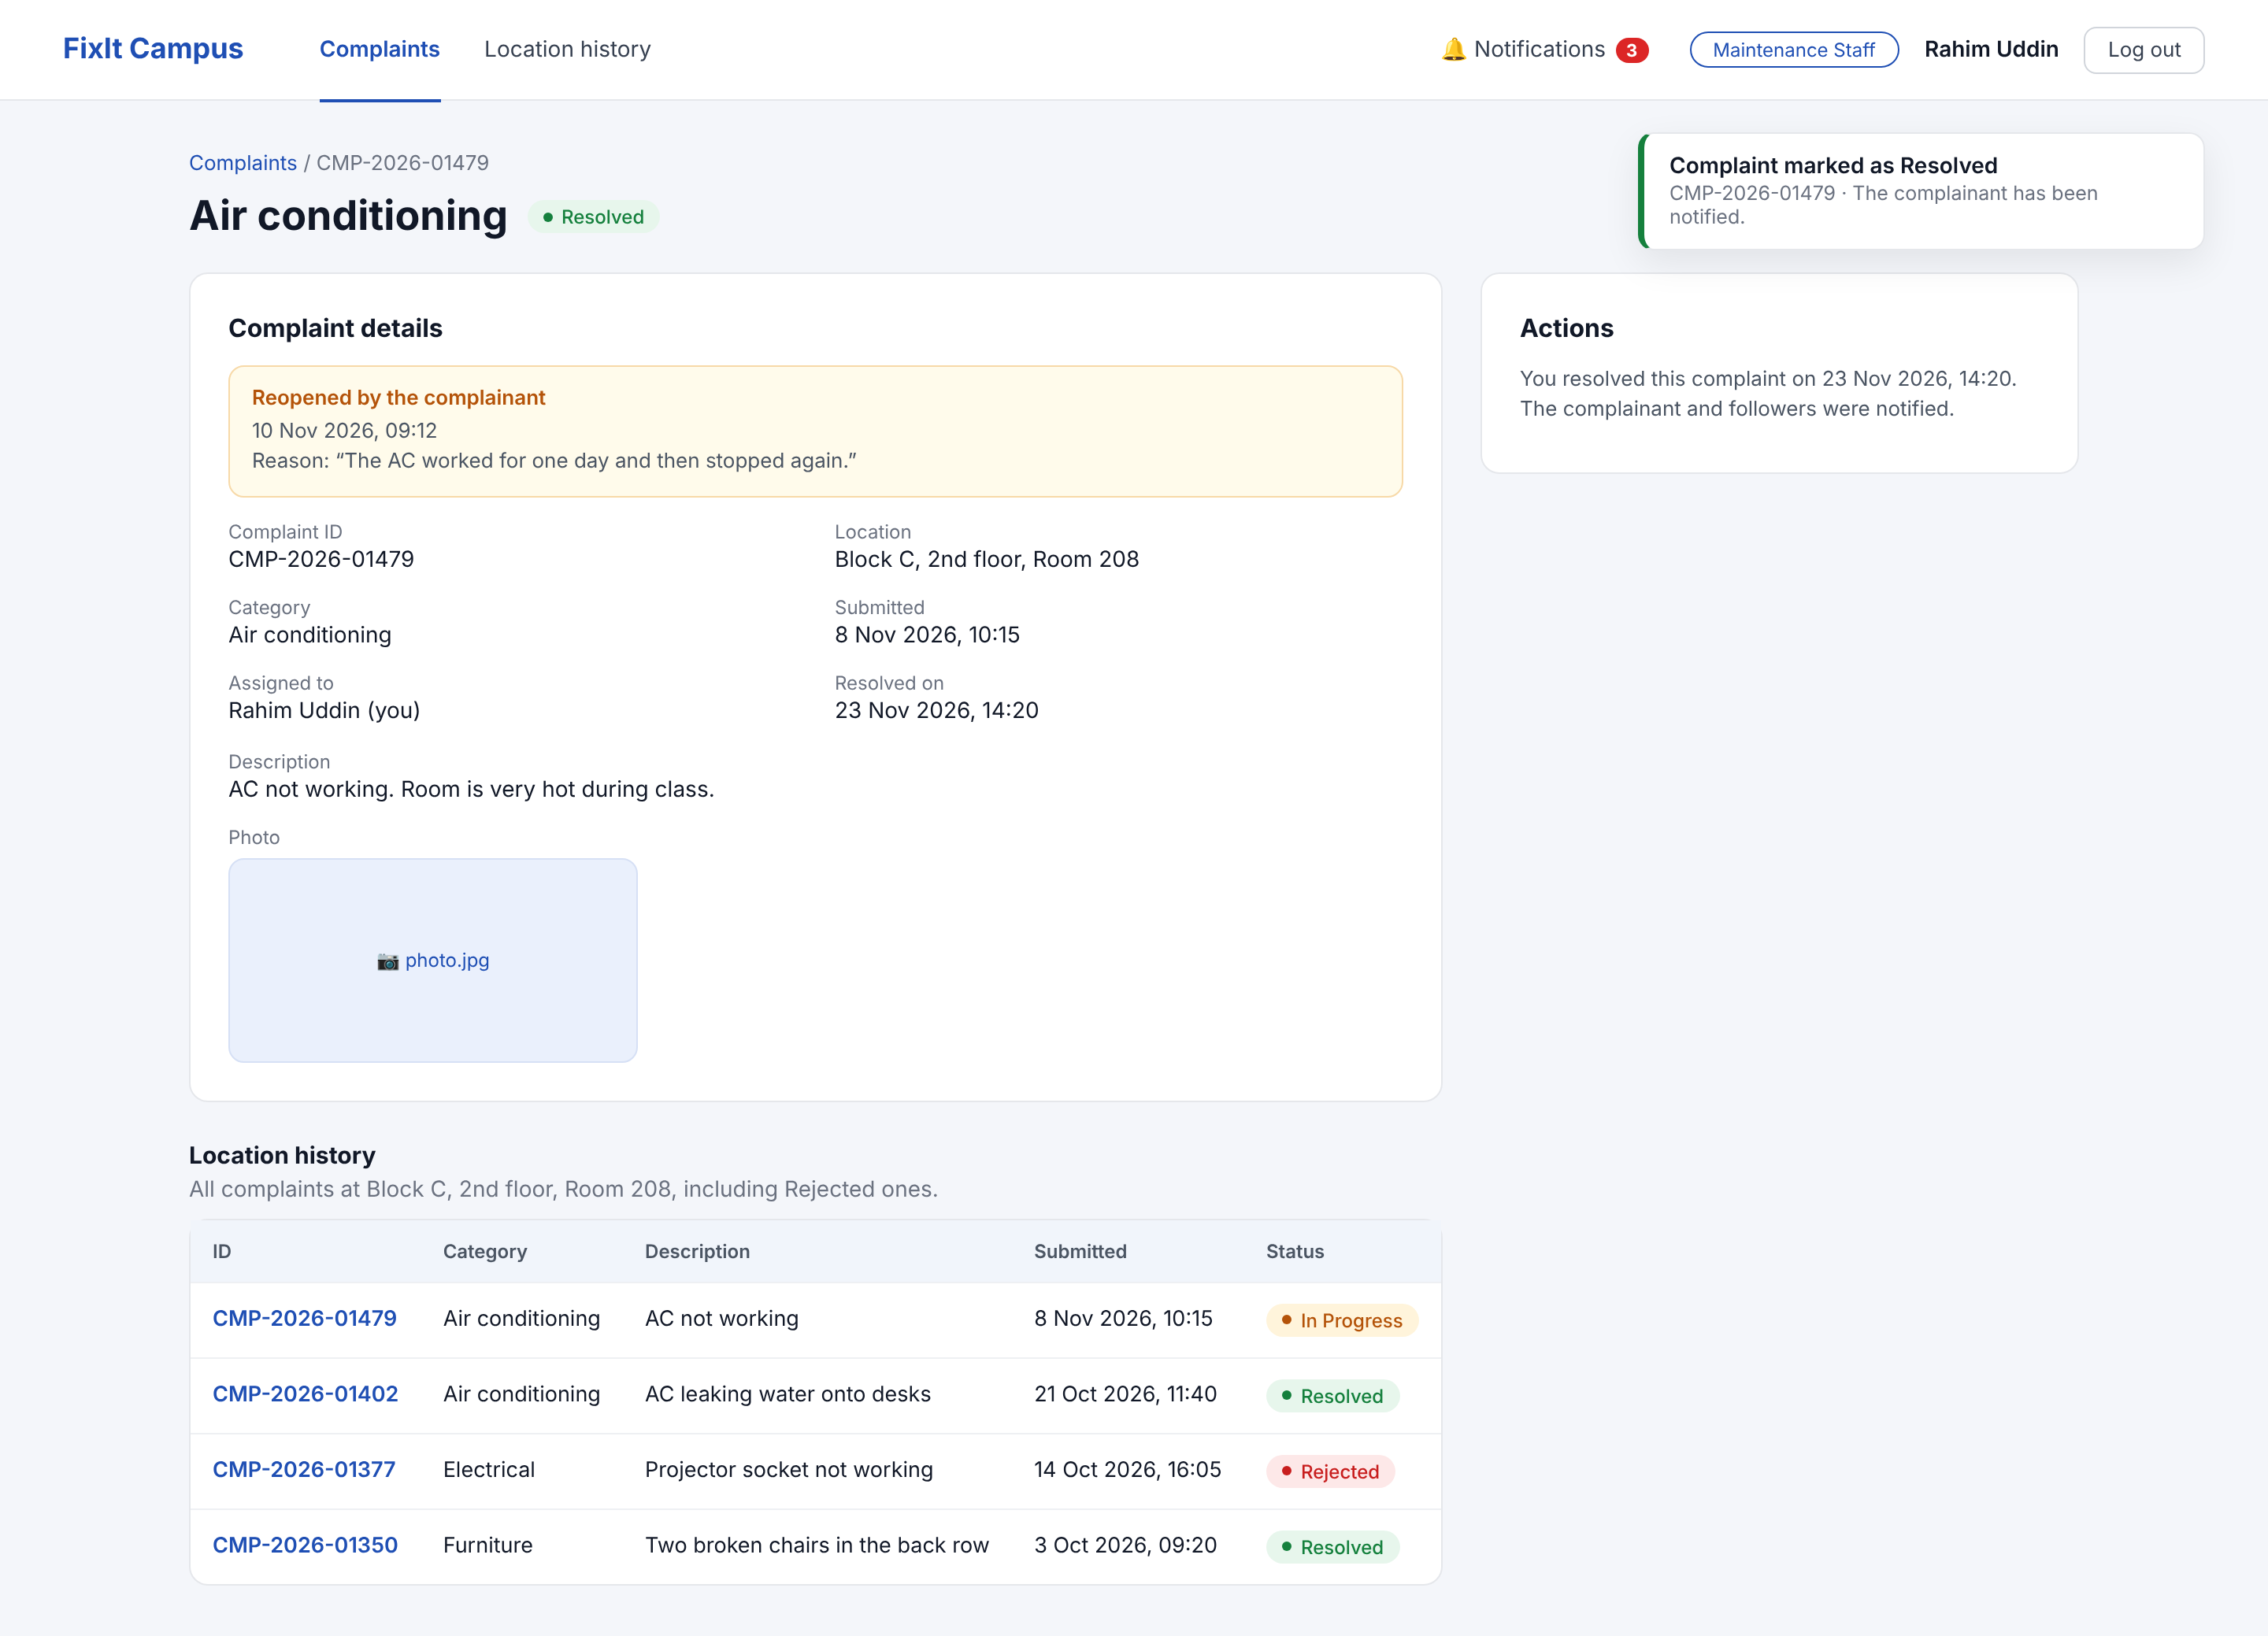 FixIt Campus
Complaints
Location history
🔔 Notifications 3
Maintenance Staff
Rahim Uddin
Log out
Complaints / CMP-2026-01479
Air conditioning
Resolved
Complaint marked as Resolved
CMP-2026-01479 · The complainant has been
notified.
Complaint details
Reopened by the complainant
10 Nov 2026, 09:12
Reason: “The AC worked for one day and then stopped again.”
Complaint ID
CMP-2026-01479
Location
Block C, 2nd floor, Room 208
Category
Air conditioning
Submitted
8 Nov 2026, 10:15
Assigned to
Rahim Uddin (you)
Resolved on
23 Nov 2026, 14:20
Description
AC not working. Room is very hot during class.
Photo
📷 photo.jpg
Actions
You resolved this complaint on 23 Nov 2026, 14:20.
The complainant and followers were notified.
Location history
All complaints at Block C, 2nd floor, Room 208, including Rejected ones.
ID Category Description Submitted Status
CMP-2026-01479 Air conditioning AC not working 8 Nov 2026, 10:15 In Progress
CMP-2026-01402 Air conditioning AC leaking water onto desks 21 Oct 2026, 11:40 Resolved
CMP-2026-01377 Electrical Projector socket not working 14 Oct 2026, 16:05 Rejected
CMP-2026-01350 Furniture Two broken chairs in the back row 3 Oct 2026, 09:20 Resolved